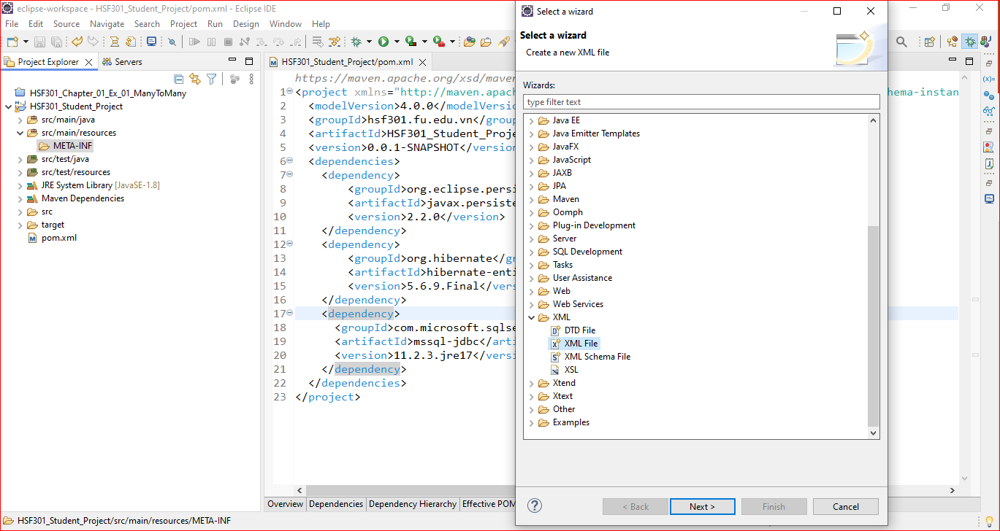 eclipse-workspace - HSF301_Student_Project/pom.xml - Eclipse IDE
File Edit Source Navigate Search Project Run Design Window Help
Project Explorer
Servers
HSF301_Chapter_01_Ex_01_ManyToMany
HSF301_Student_Project
src/main/java
src/main/resources
META-INF
src/test/java
src/test/resources
JRE System Library [JavaSE-1.8]
Maven Dependencies
src
target
pom.xml
HSF301_Student_Project/pom.xml
https://maven.apache.org/xsd/maven
1 <project xmlns="http://maven.apac hema-instan
2 <modelVersion>4.0.0</modelVersio
3 <groupId>hsf301.fu.edu.vn</group
4 <artifactId>HSF301_Student_Proje
5 <version>0.0.1-SNAPSHOT</version
6 <dependencies>
7 <dependency>
8 <groupId>org.eclipse.persi
9 <artifactId>javax.persiste
10 <version>2.2.0</version>
11 </dependency>
12 <dependency>
13 <groupId>org.hibernate</gr
14 <artifactId>hibernate-enti
15 <version>5.6.9.Final</vers
16 </dependency>
17 <dependency>
18 <groupId>com.microsoft.sqlse
19 <artifactId>mssql-jdbc</arti
20 <version>11.2.3.jre17</versi
21 </dependency>
22 </dependencies>
23 </project>
Overview Dependencies Dependency Hierarchy Effective POM
Select a wizard
Select a wizard
Create a new XML file
Wizards:
type filter text
Java EE
Java Emitter Templates
JavaFX
JavaScript
JAXB
JPA
Maven
Oomph
Plug-in Development
Server
SQL Development
Tasks
User Assistance
Web
Web Services
XML
DTD File
XML File
XML Schema File
XSL
Xtend
Xtext
Other
Examples
< Back Next > Finish Cancel
HSF301_Student_Project/src/main/resources/META-INF